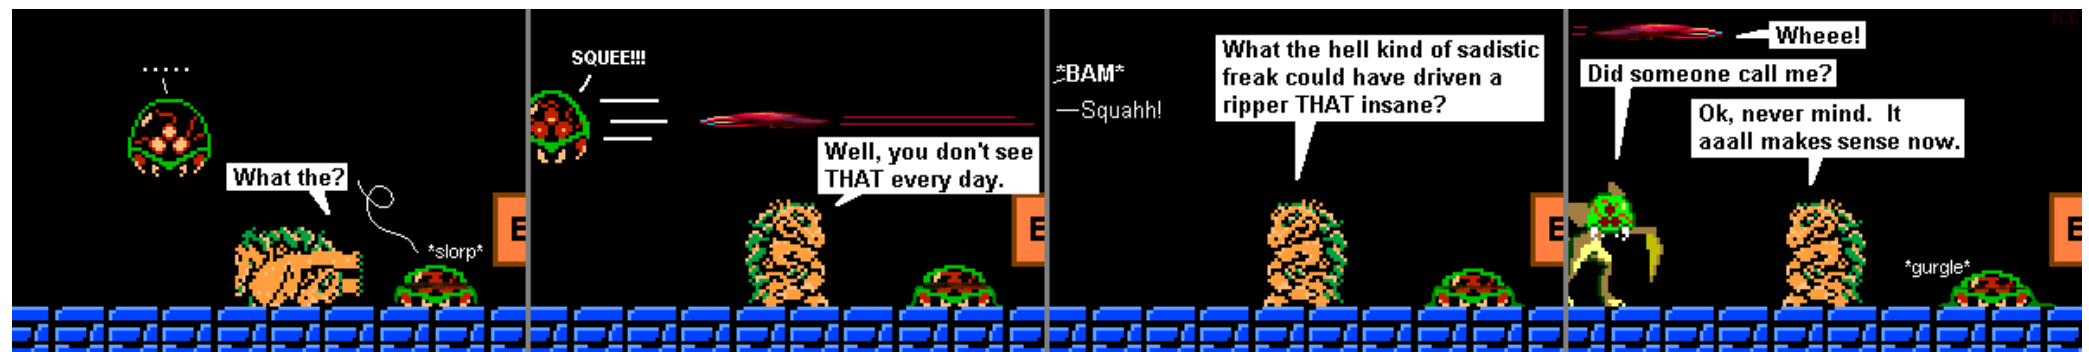 .....
What the?
*slorp*
E
SQUEE!!!
Well, you don't see
THAT every day.
E
*BAM*
Squahh!
What the hell kind of sadistic
freak could have driven a
ripper THAT insane?
E
Wheee!
Did someone call me?
Ok, never mind. It
aaall makes sense now.
*gurgle*
E